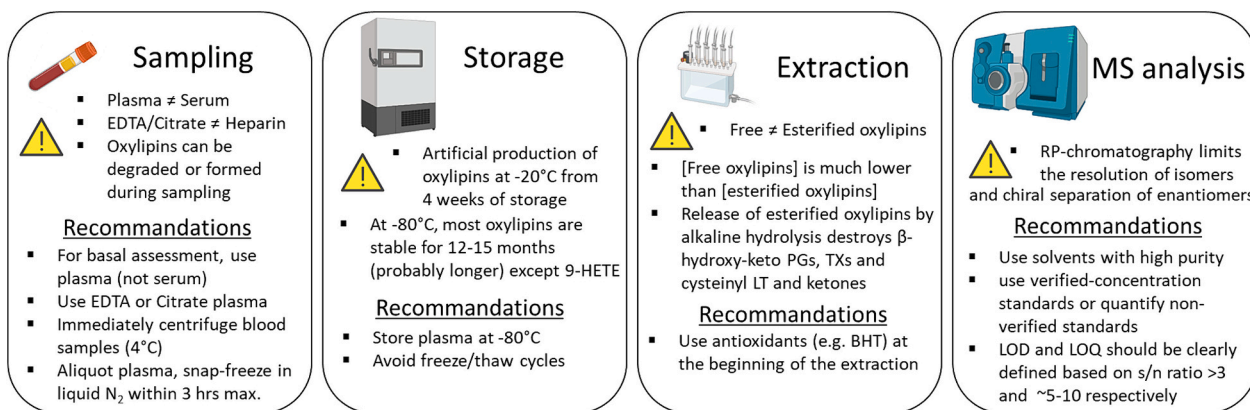 Sampling
▪ Plasma ≠ Serum
▪ EDTA/Citrate ≠ Heparin
▪ Oxylipins can be
degraded or formed
during sampling
Recommandations
▪ For basal assessment, use
plasma (not serum)
▪ Use EDTA or Citrate plasma
▪ Immediately centrifuge blood
samples (4°C)
▪ Aliquot plasma, snap-freeze in
liquid N₂ within 3 hrs max.
Storage
▪ Artificial production of
oxylipins at -20°C from
4 weeks of storage
▪ At -80°C, most oxylipins are
stable for 12-15 months
(probably longer) except 9-HETE
Recommandations
▪ Store plasma at -80°C
▪ Avoid freeze/thaw cycles
Extraction
▪ Free ≠ Esterified oxylipins
▪ [Free oxylipins] is much lower
than [esterified oxylipins]
▪ Release of esterified oxylipins by
alkaline hydrolysis destroys β-
hydroxy-keto PGs, TXs and
cysteinyl LT and ketones
Recommandations
▪ Use antioxidants (e.g. BHT) at
the beginning of the extraction
MS analysis
▪ RP-chromatography limits
the resolution of isomers
and chiral separation of enantiomers
Recommandations
▪ Use solvents with high purity
▪ use verified-concentration
standards or quantify non-
verified standards
▪ LOD and LOQ should be clearly
defined based on s/n ratio >3
and ~5-10 respectively